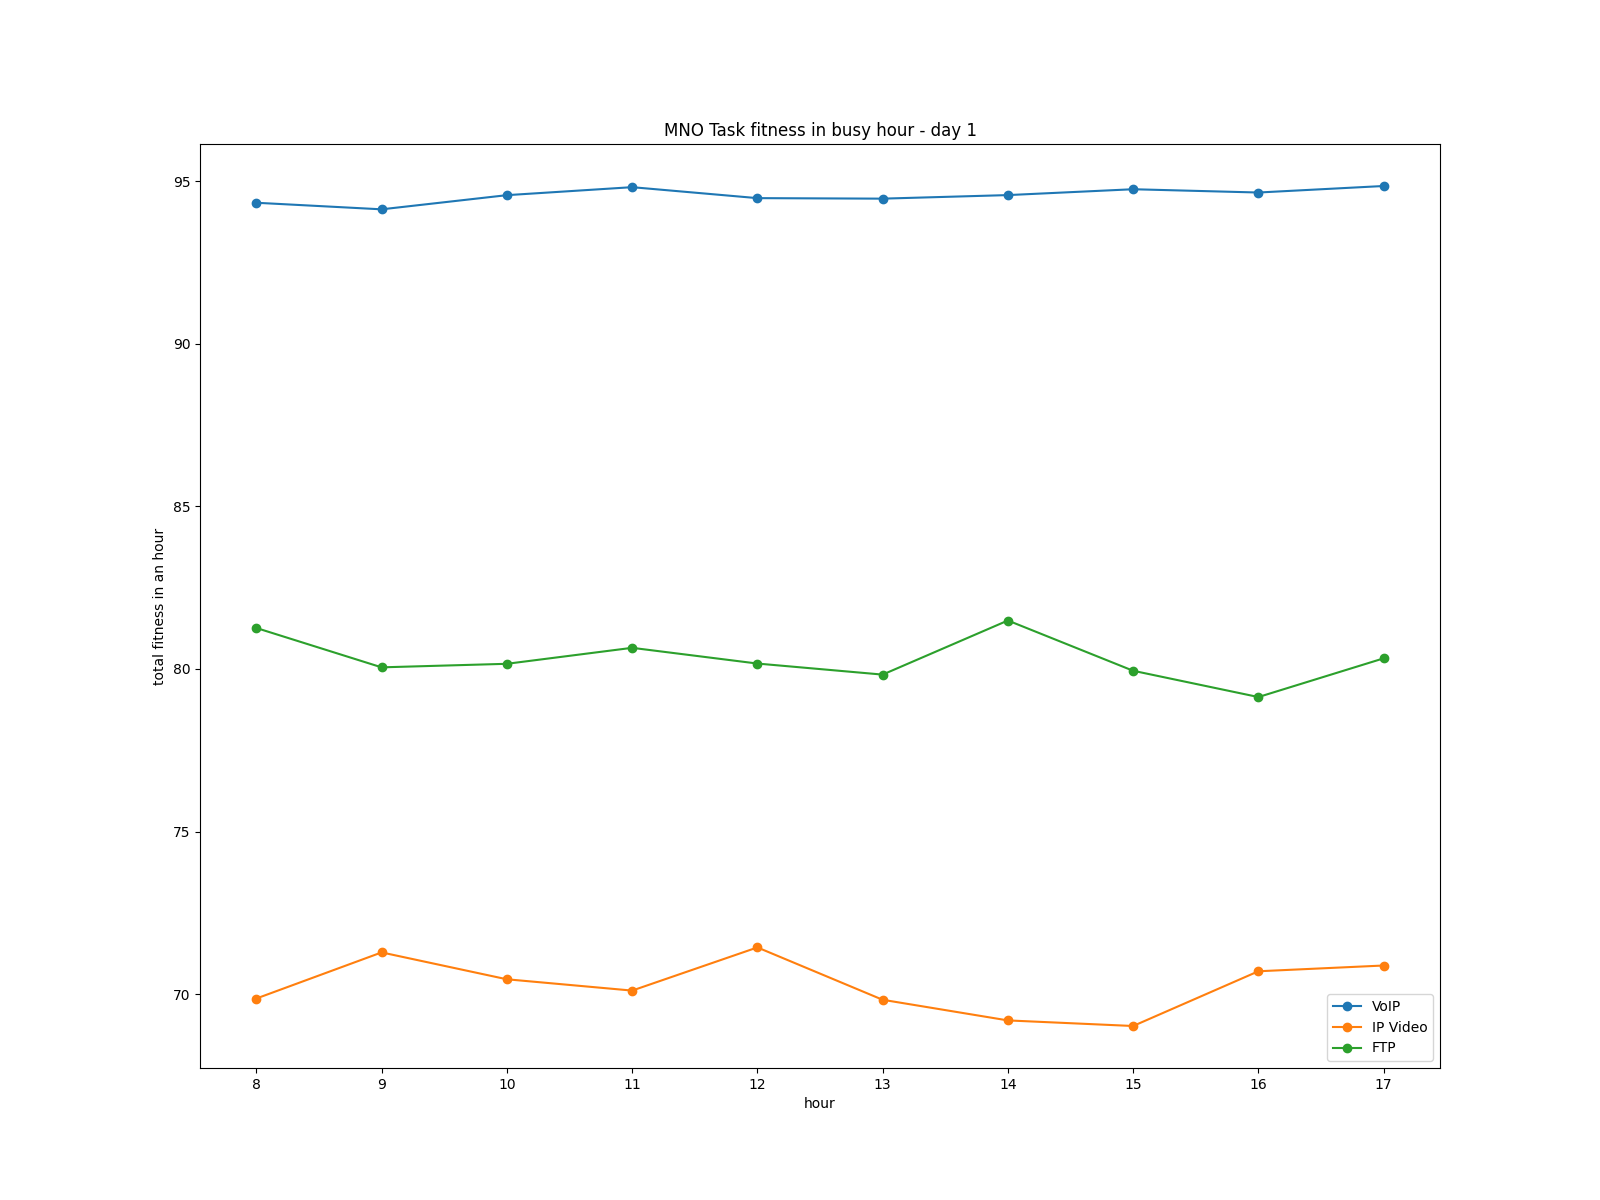 MNO Task fitness in busy hour - day 1
total fitness in an hour
95
90
85
80
75
70
8 9 10 11 12 13 14 15 16 17
hour
VoIP
IP Video
FTP